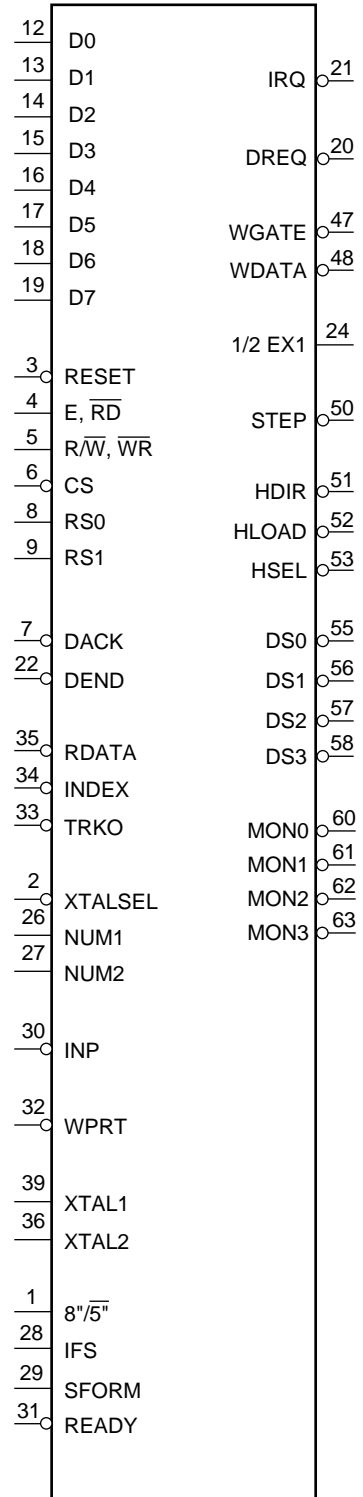 12 D0
13 D1
14 D2
15 D3
16 D4
17 D5
18 D6
19 D7
3 RESET
4 E, R̅D̅
5 R/W̅, W̅R̅
6 CS
8 RS0
9 RS1
7 DACK
22 DEND
35 RDATA
34 INDEX
33 TRKO
2 XTALSEL
26 NUM1
27 NUM2
30 INP
32 WPRT
39 XTAL1
36 XTAL2
1 8"/5̅"̅
28 IFS
29 SFORM
31 READY
IRQ 21
DREQ 20
WGATE 47
WDATA 48
1/2 EX1 24
STEP 50
HDIR 51
HLOAD 52
HSEL 53
DS0 55
DS1 56
DS2 57
DS3 58
MON0 60
MON1 61
MON2 62
MON3 63